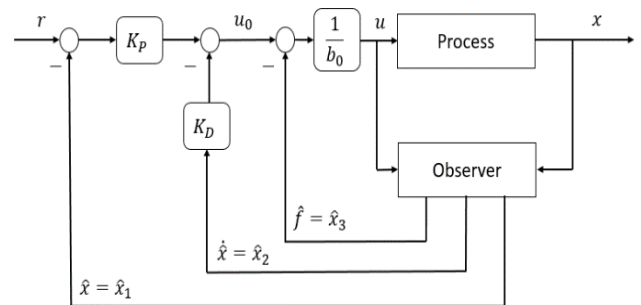 r
K_P
u_0
1/b_0
u
Process
x
−
−
−
K_D
Observer
f̂ = x̂_3
ẋ̂ = x̂_2
x̂ = x̂_1